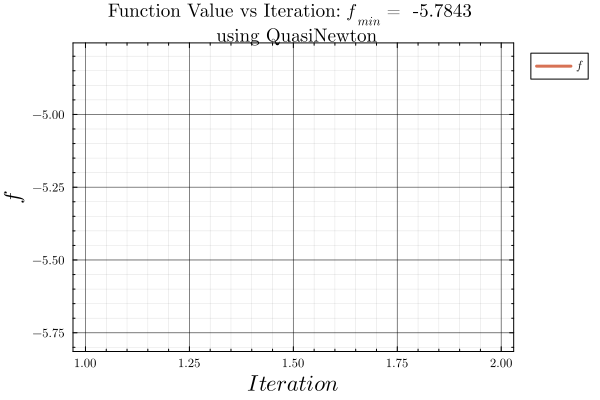 Function Value vs Iteration: f_min = -5.7843
using QuasiNewton
f
f
−5.00
−5.25
−5.50
−5.75
1.00 1.25 1.50 1.75 2.00
Iteration